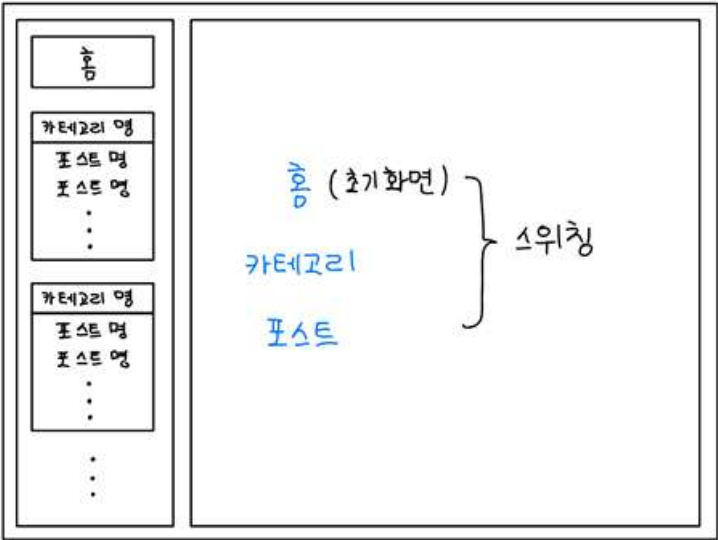 홈
카테고리 명
포스트 명
포스트 명
카테고리 명
포스트 명
포스트 명
홈 (초기화면)
카테고리
포스트
스위칭